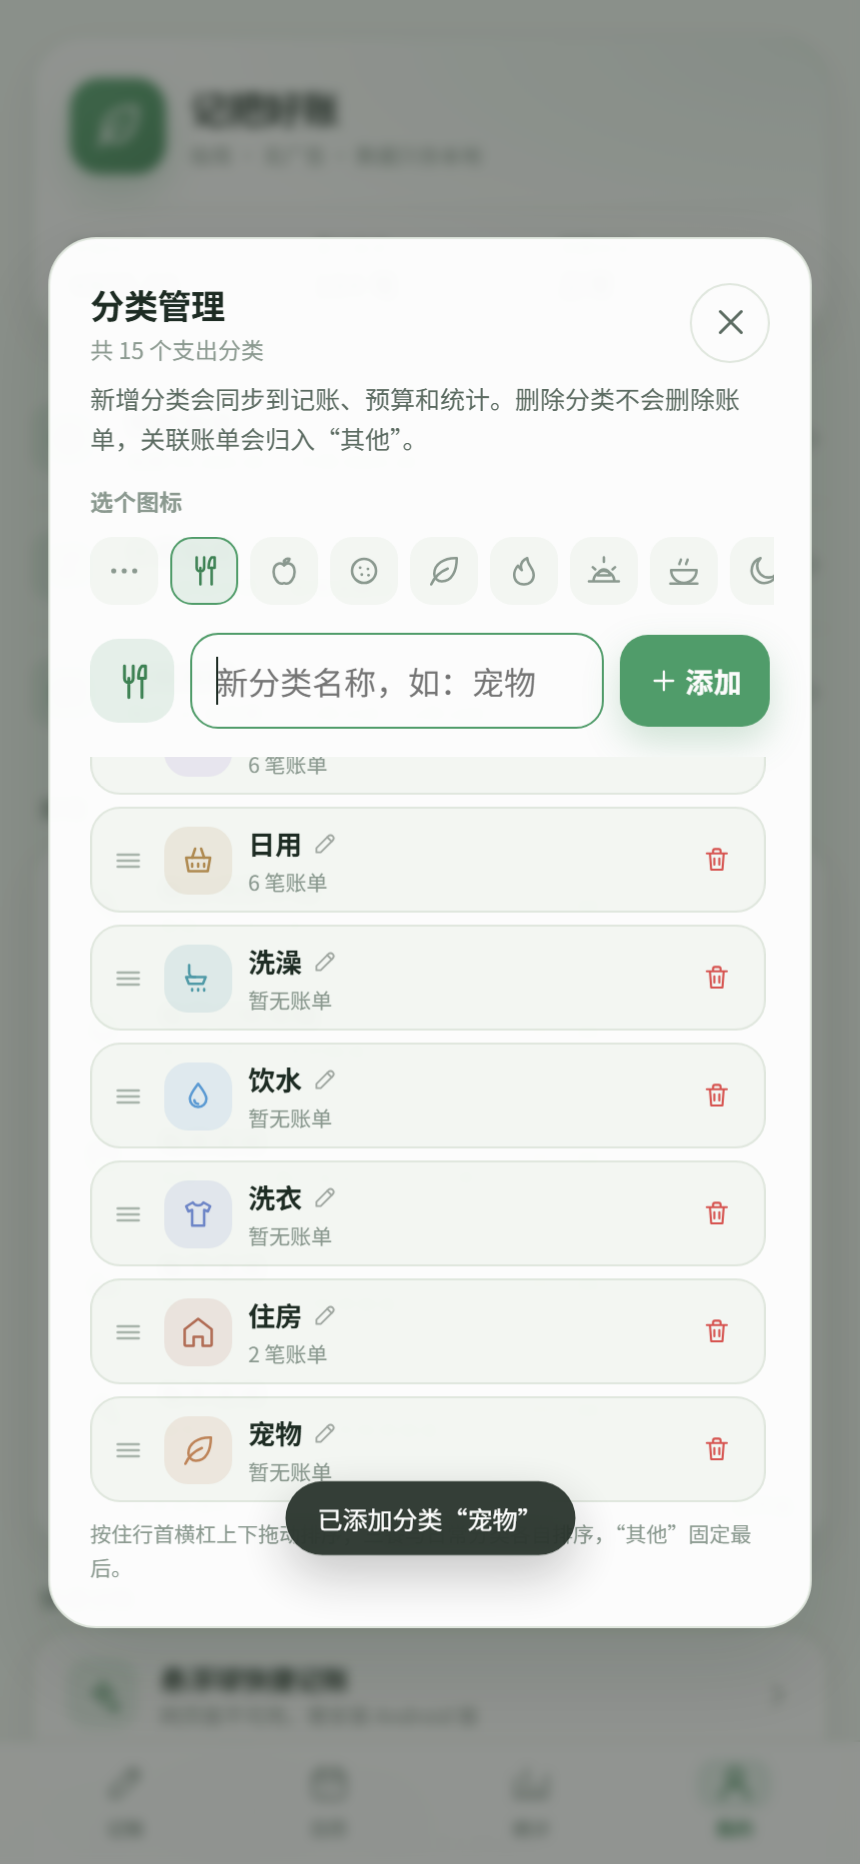 记把好账
分类管理
共 15 个支出分类
新增分类会同步到记账、预算和统计。删除分类不会删除账
单，关联账单会归入“其他”。
选个图标
新分类名称，如：宠物
添加
6 笔账单
日用
6 笔账单
洗澡
暂无账单
饮水
暂无账单
洗衣
暂无账单
住房
2 笔账单
宠物
暂无账单
已添加分类“宠物”
按住行首横杠上下拖动 序，“其他”固定最
后。